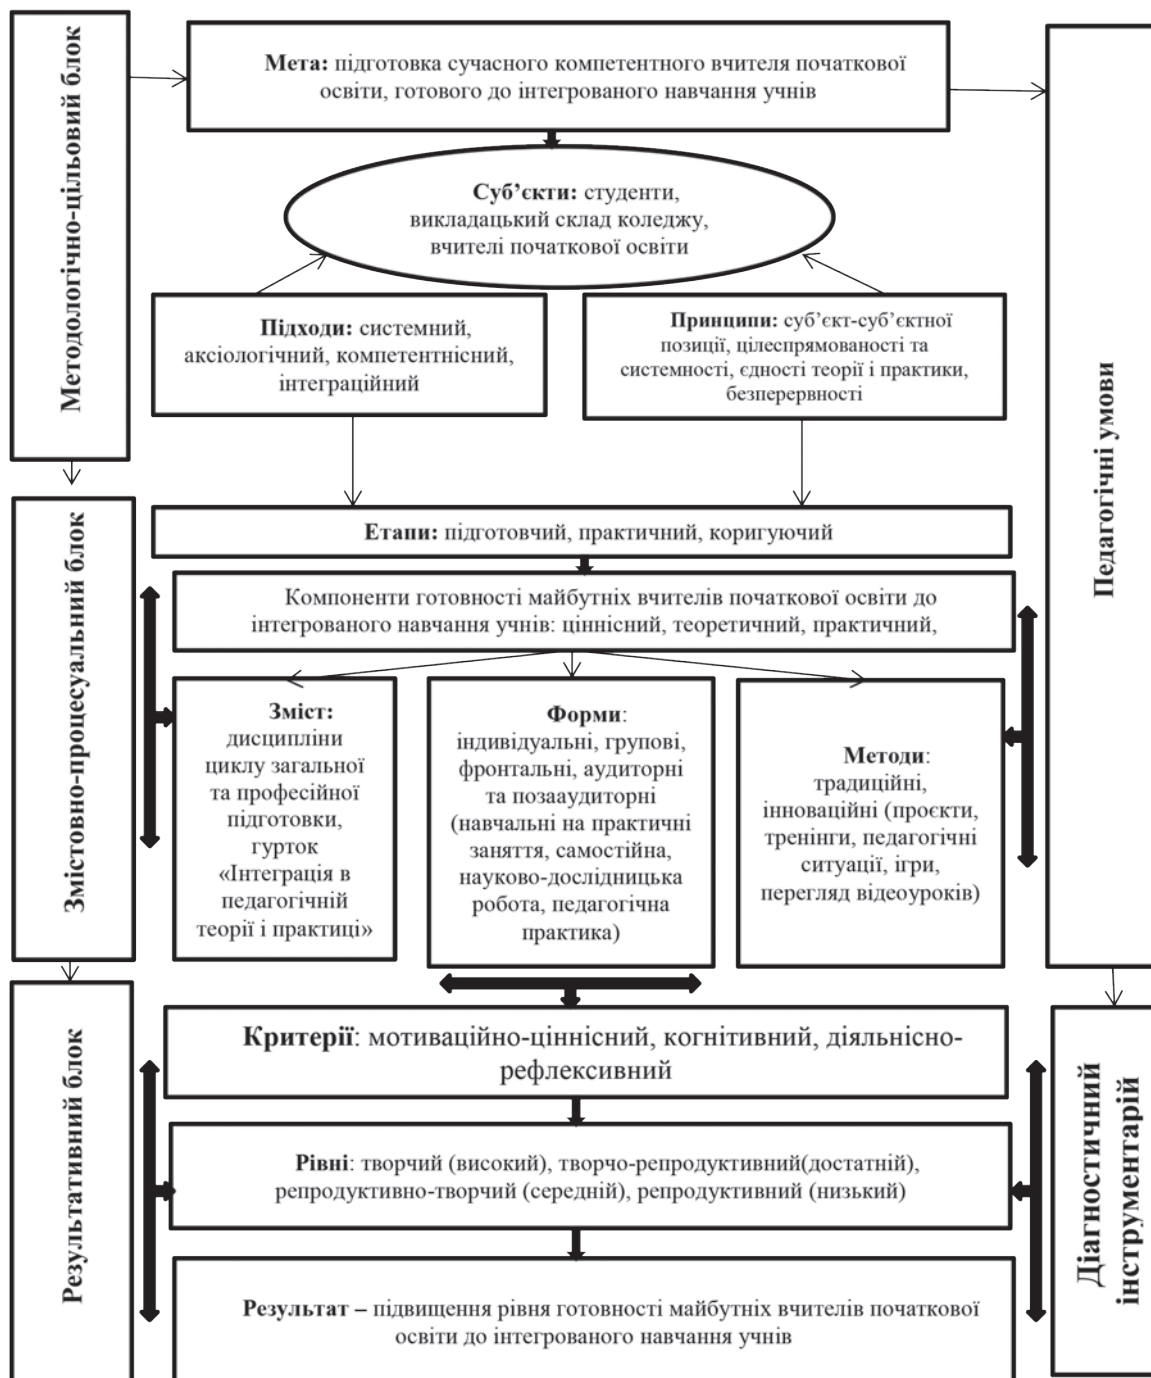 Методологічно-цільовий блок
Мета: підготовка сучасного компетентного вчителя початкової
освіти, готового до інтегрованого навчання учнів
Суб’єкти: студенти,
викладацький склад коледжу,
вчителі початкової освіти
Підходи: системний,
аксіологічний, компетентнісний,
інтеграційний
Принципи: суб’єкт-суб’єктної
позиції, цілеспрямованості та
системності, єдності теорії і практики,
безперервності
Педагогічні умови
Змістовно-процесуальний блок
Етапи: підготовчий, практичний, коригуючий
Компоненти готовності майбутніх вчителів початкової освіти до
інтегрованого навчання учнів: ціннісний, теоретичний, практичний,
Зміст:
дисципліни
циклу загальної
та професійної
підготовки,
гурток
«Інтеграція в
педагогічній
теорії і практиці»
Форми:
індивідуальні, групові,
фронтальні, аудиторні
та позааудиторні
(навчальні на практичні
заняття, самостійна,
науково-дослідницька
робота, педагогічна
практика)
Методи:
традиційні,
інноваційні (проєкти,
тренінги, педагогічні
ситуації, ігри,
перегляд відеоуроків)
Результативний блок
Критерії: мотиваційно-ціннісний, когнітивний, діяльнісно-
рефлексивний
Рівні: творчий (високий), творчо-репродуктивний(достатній),
репродуктивно-творчий (середній), репродуктивний (низький)
Результат – підвищення рівня готовності майбутніх вчителів початкової
освіти до інтегрованого навчання учнів
Діагностичний
інструментарій